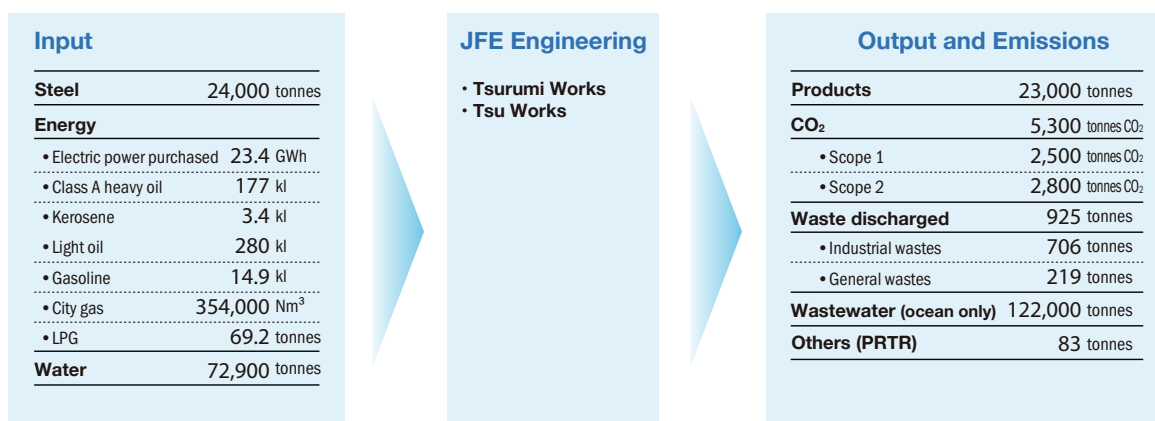 Input
Steel 24,000 tonnes
Energy
• Electric power purchased 23.4 GWh
• Class A heavy oil 177 kl
• Kerosene 3.4 kl
• Light oil 280 kl
• Gasoline 14.9 kl
• City gas 354,000 Nm³
• LPG 69.2 tonnes
Water 72,900 tonnes
JFE Engineering
・Tsurumi Works
・Tsu Works
Output and Emissions
Products 23,000 tonnes
CO₂ 5,300 tonnes CO₂
• Scope 1 2,500 tonnes CO₂
• Scope 2 2,800 tonnes CO₂
Waste discharged 925 tonnes
• Industrial wastes 706 tonnes
• General wastes 219 tonnes
Wastewater (ocean only) 122,000 tonnes
Others (PRTR) 83 tonnes